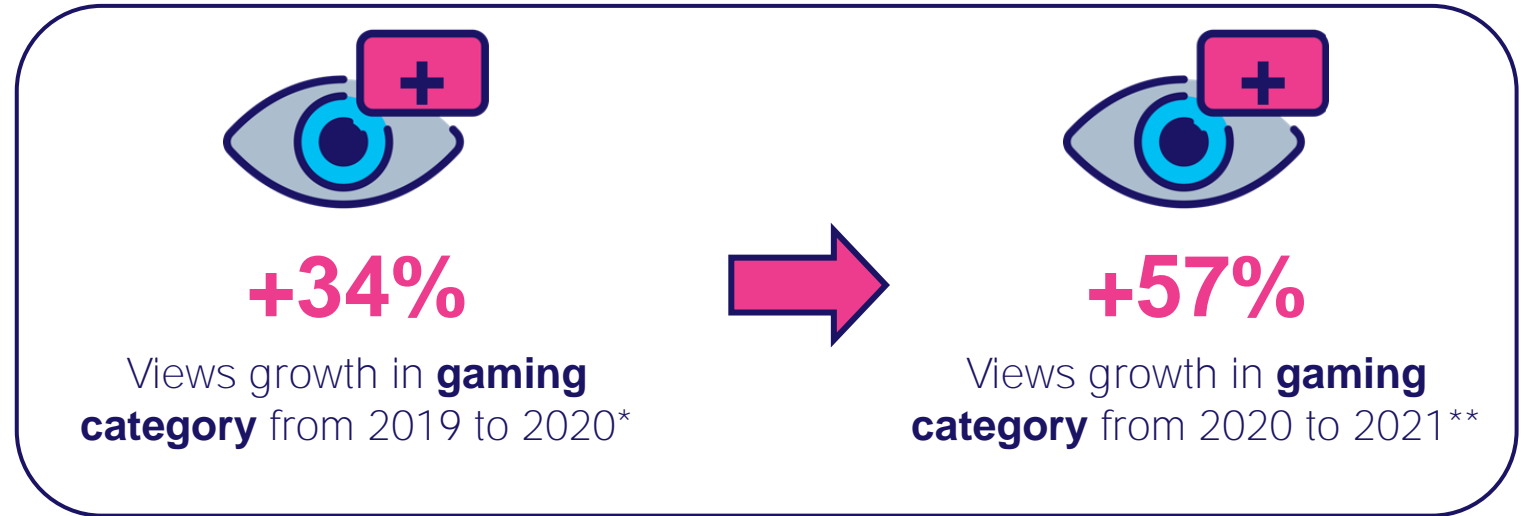 +34%
Views growth in gaming
category from 2019 to 2020*
+57%
Views growth in gaming
category from 2020 to 2021**